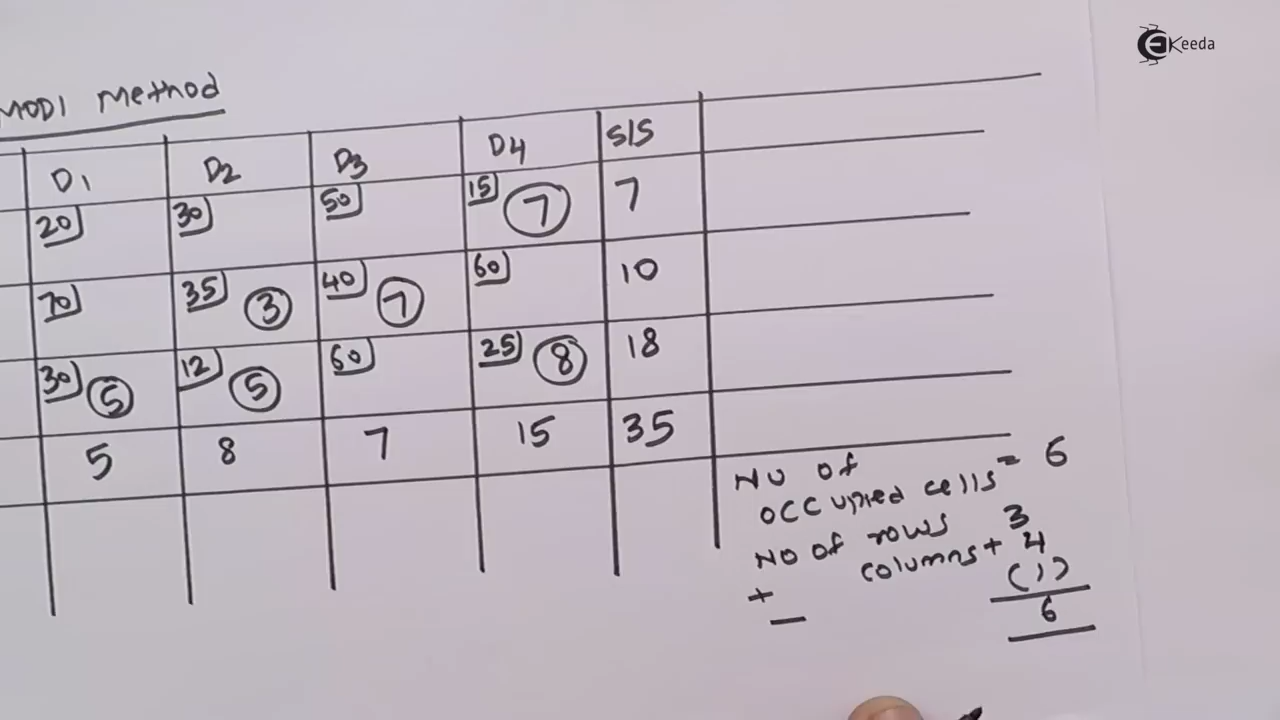 EKeeda
MODI Method
D1 D2 D3 D4 S/S
20 30 50 15 7 7
70 35 3 40 7 60 10
30 5 12 5 60 25 8 18
5 8 7 15 35
NO of
occupied cells = 6
NO of rows 3
+ columns + 4
(1)
6